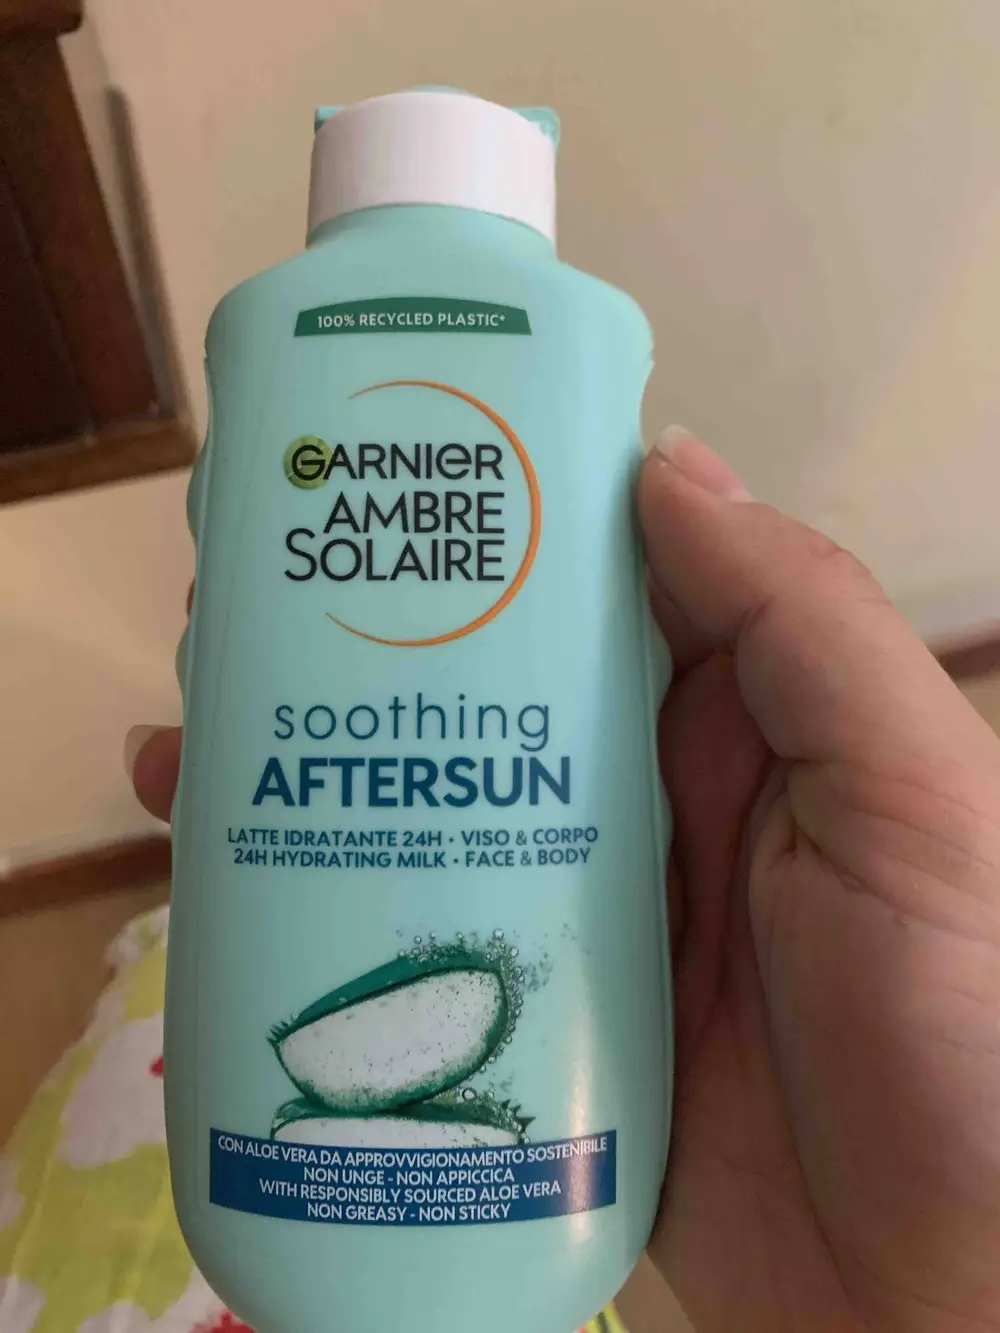 100% RECYCLED PLASTIC*
GARNIER
AMBRE
SOLAIRE
soothing
AFTERSUN
LATTE IDRATANTE 24H • VISO & CORPO
24H HYDRATING MILK • FACE & BODY
CON ALOE VERA DA APPROVVIGIONAMENTO SOSTENIBILE
NON UNGE - NON APPICCICA
WITH RESPONSIBLY SOURCED ALOE VERA
NON GREASY - NON STICKY